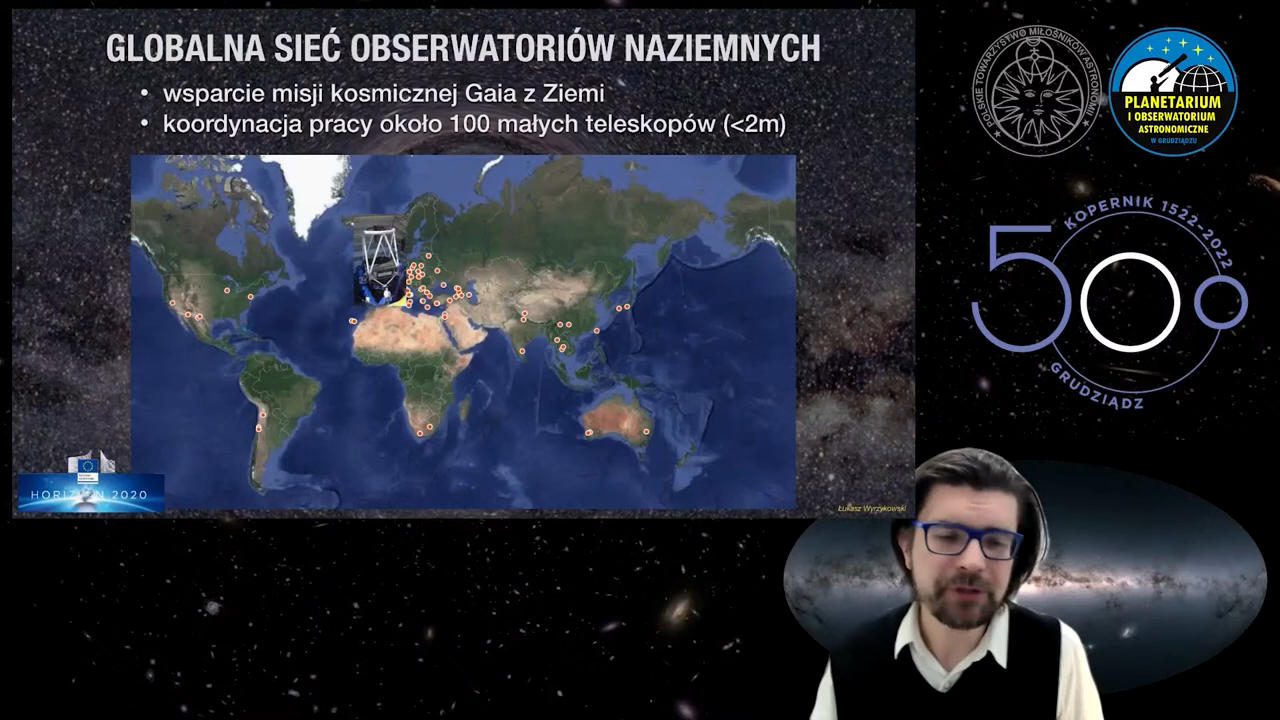 GLOBALNA SIEĆ OBSERWATORIÓW NAZIEMNYCH
• wsparcie misji kosmicznej Gaia z Ziemi
• koordynacja pracy około 100 małych teleskopów (<2m)
HORIZON 2020
Łukasz Wyrzykowski
POLSKIE TOWARZYSTWO MIŁOŚNIKÓW ASTRONOMII
PLANETARIUM
I OBSERWATORIUM
ASTRONOMICZNE
W GRUDZIĄDZU
KOPERNIK 1522-2022
500
GRUDZIĄDZ